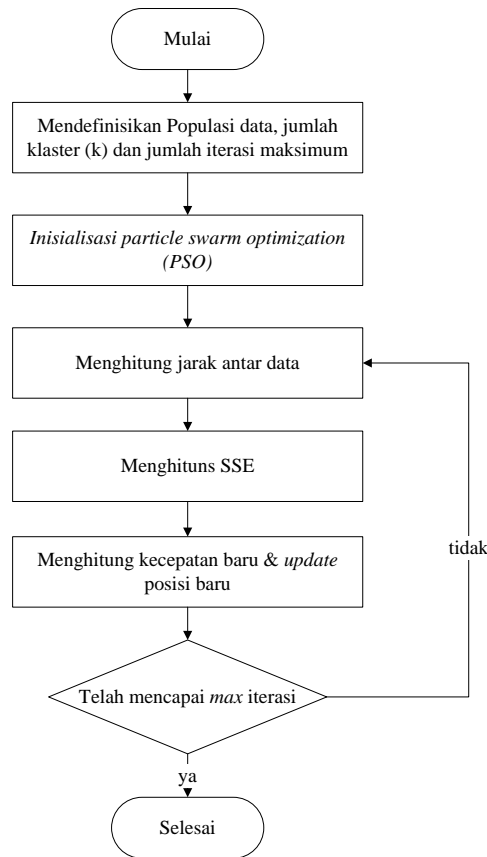 Mulai
Mendefinisikan Populasi data, jumlah
klaster (k) dan jumlah iterasi maksimum
Inisialisasi particle swarm optimization
(PSO)
Menghitung jarak antar data
Menghituns SSE
Menghitung kecepatan baru & update
posisi baru
tidak
Telah mencapai max iterasi
ya
Selesai